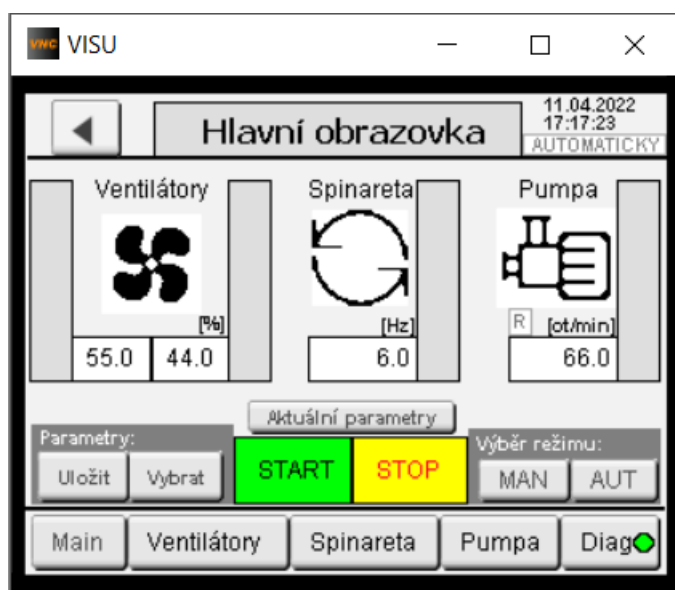 VNC VISU
Hlavní obrazovka
11.04.2022
17:17:23
AUTOMATICKY
Ventilátory
Spinareta
Pumpa
[%]
[Hz]
R [ot/min]
55.0 44.0
6.0
66.0
Aktuální parametry
Parametry:
Uložit Vybrat
START STOP
Výběr režimu:
MAN AUT
Main Ventilátory Spinareta Pumpa Diag